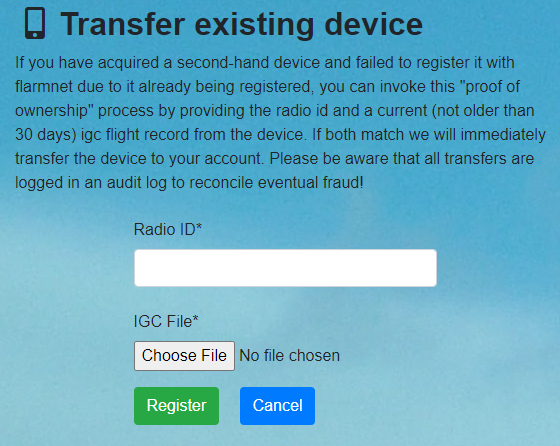 Transfer existing device
If you have acquired a second-hand device and failed to register it with
flarmnet due to it already being registered, you can invoke this "proof of
ownership" process by providing the radio id and a current (not older than
30 days) igc flight record from the device. If both match we will immediately
transfer the device to your account. Please be aware that all transfers are
logged in an audit log to reconcile eventual fraud!
Radio ID*
IGC File*
Choose File No file chosen
Register Cancel